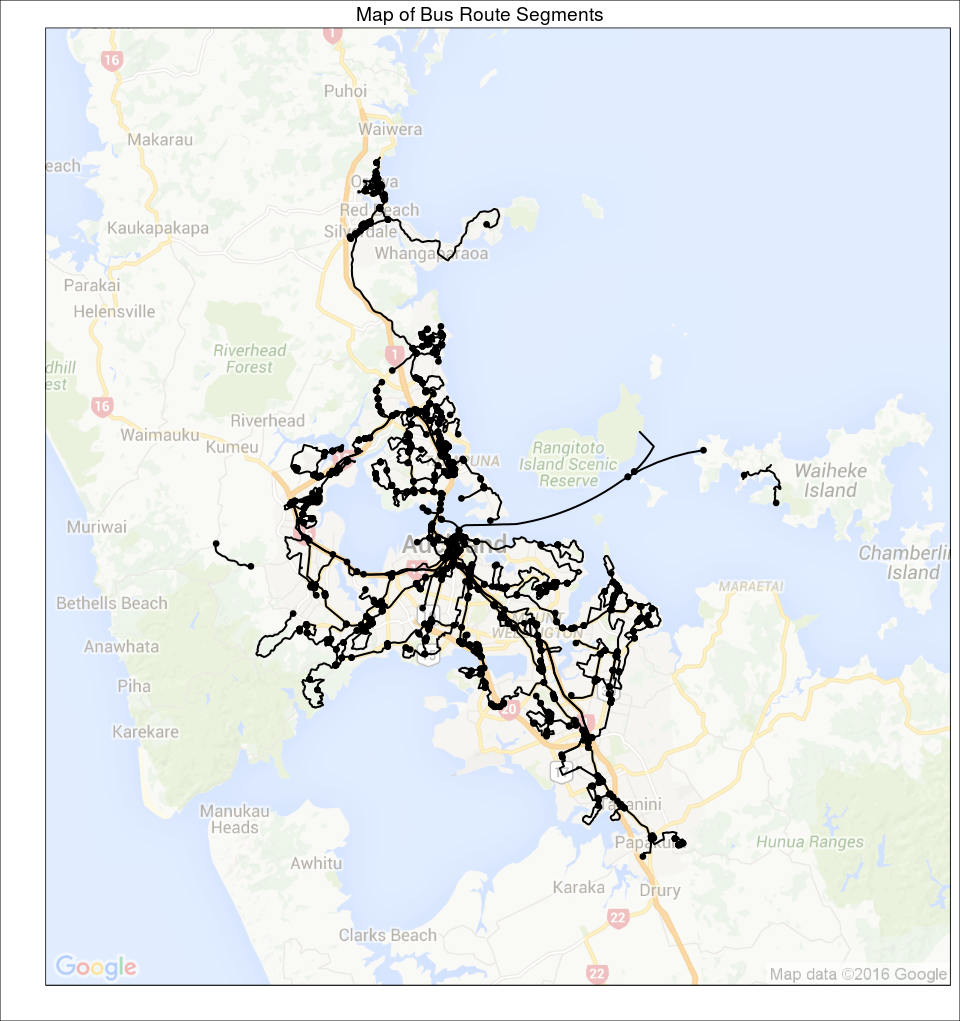 Map of Bus Route Segments
1
16
Puhoi
Waiwera
Makarau
each
Red Beach
Kaukapakapa
Silverdale
Whangaparaoa
Parakai
Helensville
Riverhead
Forest
1
dhill
est
16
Riverhead
Waimauku
Kumeu
Rangitoto
Island Scenic
Reserve
Waiheke
Island
Muriwai
Auckland
Chamberlin
Island
MARAETAI
Bethells Beach
MOUNT
WELLINGTON
Anawhata
Piha
20
Karekare
Takanini
Manukau
Heads
Papakura
Hunua Ranges
Awhitu
Karaka
Drury
22
Clarks Beach
Google
22
Map data ©2016 Google